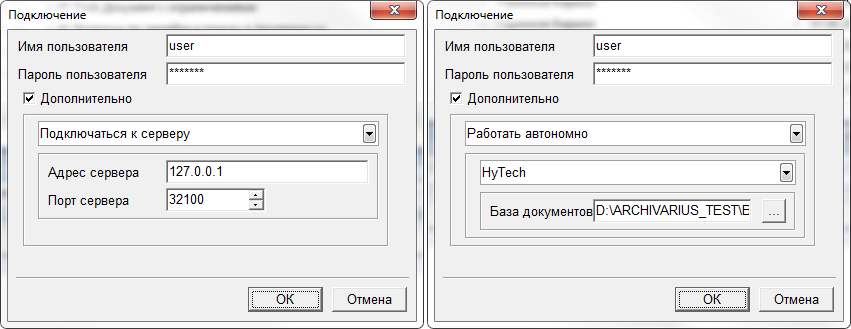 Подключение
Имя пользователя user
Пароль пользователя *******
Дополнительно
Подключаться к серверу
Адрес сервера 127.0.0.1
Порт сервера 32100
OK Отмена
Подключение
Имя пользователя user
Пароль пользователя *******
Дополнительно
Работать автономно
HyTech
База документов D:\ARCHIVARIUS_TEST\E ...
OK Отмена